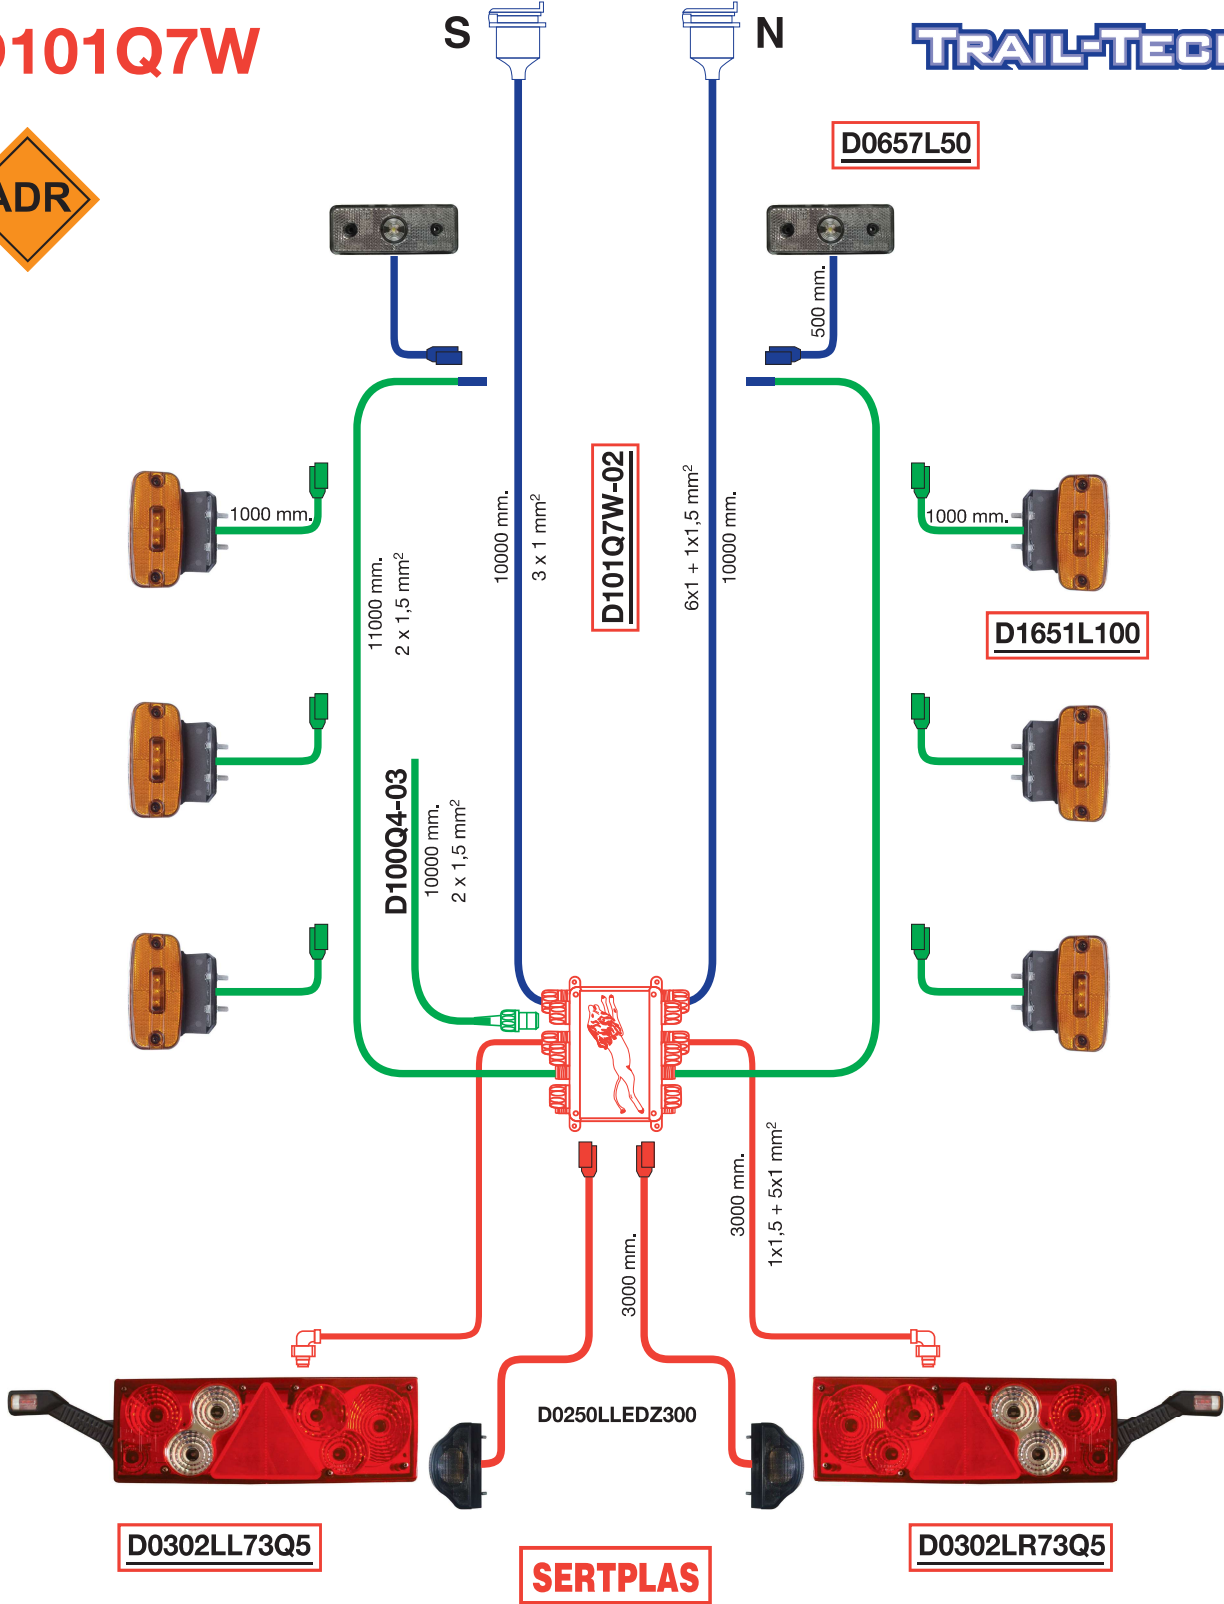 D101Q7W
S
N
TRAIL-TECH
ADR
D0657L50
500 mm.
1000 mm.
1000 mm.
11000 mm.
2 x 1,5 mm²
10000 mm.
3 x 1 mm²
D101Q7W-02
6x1 + 1x1,5 mm²
10000 mm.
D1651L100
D100Q4-03
10000 mm.
2 x 1,5 mm²
3000 mm.
1x1,5 + 5x1 mm²
3000 mm.
D0250LLEDZ300
D0302LL73Q5
D0302LR73Q5
SERTPLAS